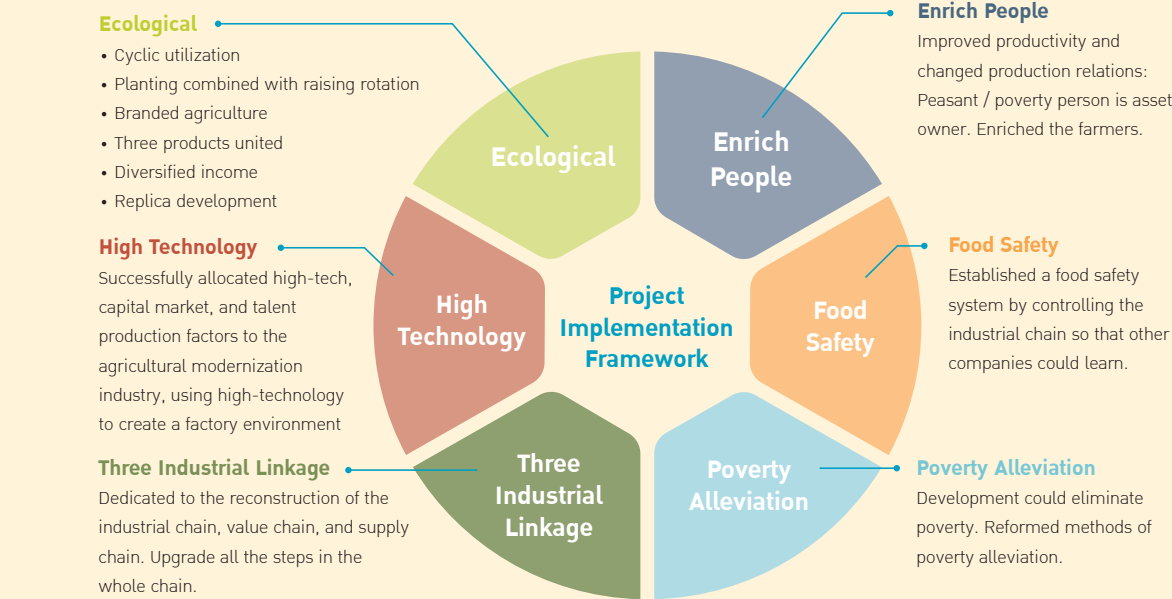 Ecological
• Cyclic utilization
• Planting combined with raising rotation
• Branded agriculture
• Three products united
• Diversified income
• Replica development
High Technology
Successfully allocated high-tech,
capital market, and talent
production factors to the
agricultural modernization
industry, using high-technology
to create a factory environment
Three Industrial Linkage
Dedicated to the reconstruction of the
industrial chain, value chain, and supply
chain. Upgrade all the steps in the
whole chain.
Ecological
Enrich
People
High
Technology
Project
Implementation
Framework
Food
Safety
Three
Industrial
Linkage
Poverty
Alleviation
Enrich People
Improved productivity and
changed production relations:
Peasant / poverty person is asset
owner. Enriched the farmers.
Food Safety
Established a food safety
system by controlling the
industrial chain so that other
companies could learn.
Poverty Alleviation
Development could eliminate
poverty. Reformed methods of
poverty alleviation.